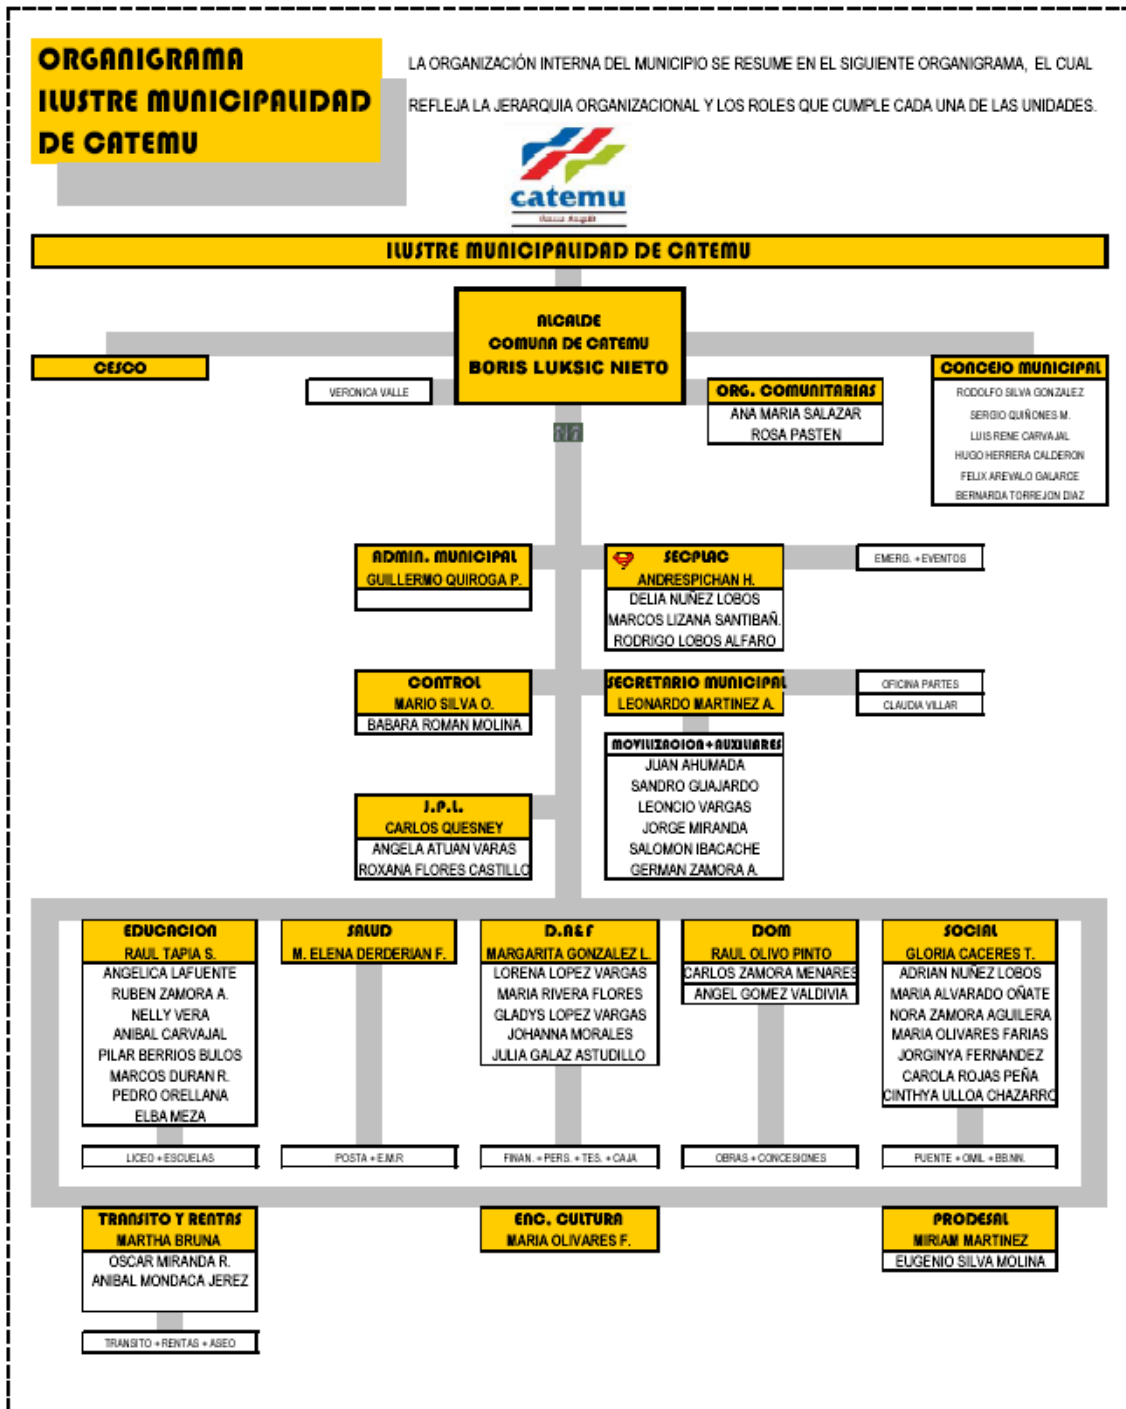 ORGANIGRAMA
ILUSTRE MUNICIPALIDAD
DE CATEMU
LA ORGANIZACIÓN INTERNA DEL MUNICIPIO SE RESUME EN EL SIGUIENTE ORGANIGRAMA, EL CUAL
REFLEJA LA JERARQUIA ORGANIZACIONAL Y LOS ROLES QUE CUMPLE CADA UNA DE LAS UNIDADES.
catemu
ILUSTRE MUNICIPALIDAD DE CATEMU
ALCALDE
COMUNA DE CATEMU
BORIS LUKSIC NIETO
CESCO
VERONICA VALLE
ORG. COMUNITARIAS
ANA MARIA SALAZAR
ROSA PASTEN
CONCEJO MUNICIPAL
RODOLFO SILVA GONZALEZ
SERGIO QUIÑONES M.
LUIS RENE CARVAJAL
HUGO HERRERA CALDERON
FELIX AREVALO GALARCE
BERNARDA TORREJON DIAZ
ADMIN. MUNICIPAL
GUILLERMO QUIROGA P.
SECPLAC
ANDRESPICHAN H.
DELIA NUÑEZ LOBOS
MARCOS LIZANA SANTIBAÑ.
RODRIGO LOBOS ALFARO
EMERG. + EVENTOS
CONTROL
MARIO SILVA O.
BABARA ROMAN MOLINA
SECRETARIO MUNICIPAL
LEONARDO MARTINEZ A.
OFICINA PARTES
CLAUDIA VILLAR
MOVILIZACION + AUXILIARES
JUAN AHUMADA
SANDRO GUAJARDO
LEONCIO VARGAS
JORGE MIRANDA
SALOMON IBACACHE
GERMAN ZAMORA A.
J.P.L.
CARLOS QUESNEY
ANGELA ATUAN VARAS
ROXANA FLORES CASTILLO
EDUCACION
RAUL TAPIA S.
ANGELICA LAFUENTE
RUBEN ZAMORA A.
NELLY VERA
ANIBAL CARVAJAL
PILAR BERRIOS BULOS
MARCOS DURAN R.
PEDRO ORELLANA
ELBA MEZA
LICEO + ESCUELAS
SALUD
M. ELENA DERDERIAN F.
POSTA + E.M.R
D.A&F
MARGARITA GONZALEZ L.
LORENA LOPEZ VARGAS
MARIA RIVERA FLORES
GLADYS LOPEZ VARGAS
JOHANNA MORALES
JULIA GALAZ ASTUDILLO
FINAN. + PERS. + TES. + CAJA
DOM
RAUL OLIVO PINTO
CARLOS ZAMORA MENARES
ANGEL GOMEZ VALDIVIA
OBRAS + CONCESIONES
SOCIAL
GLORIA CACERES T.
ADRIAN NUÑEZ LOBOS
MARIA ALVARADO OÑATE
NORA ZAMORA AGUILERA
MARIA OLIVARES FARIAS
JORGINYA FERNANDEZ
CAROLA ROJAS PEÑA
CINTHYA ULLOA CHAZARRO
PUENTE + OMIL + BB.NN.
TRANSITO Y RENTAS
MARTHA BRUNA
OSCAR MIRANDA R.
ANIBAL MONDACA JEREZ
TRANSITO + RENTAS + ASEO
ENC. CULTURA
MARIA OLIVARES F.
PRODESAL
MIRIAM MARTINEZ
EUGENIO SILVA MOLINA